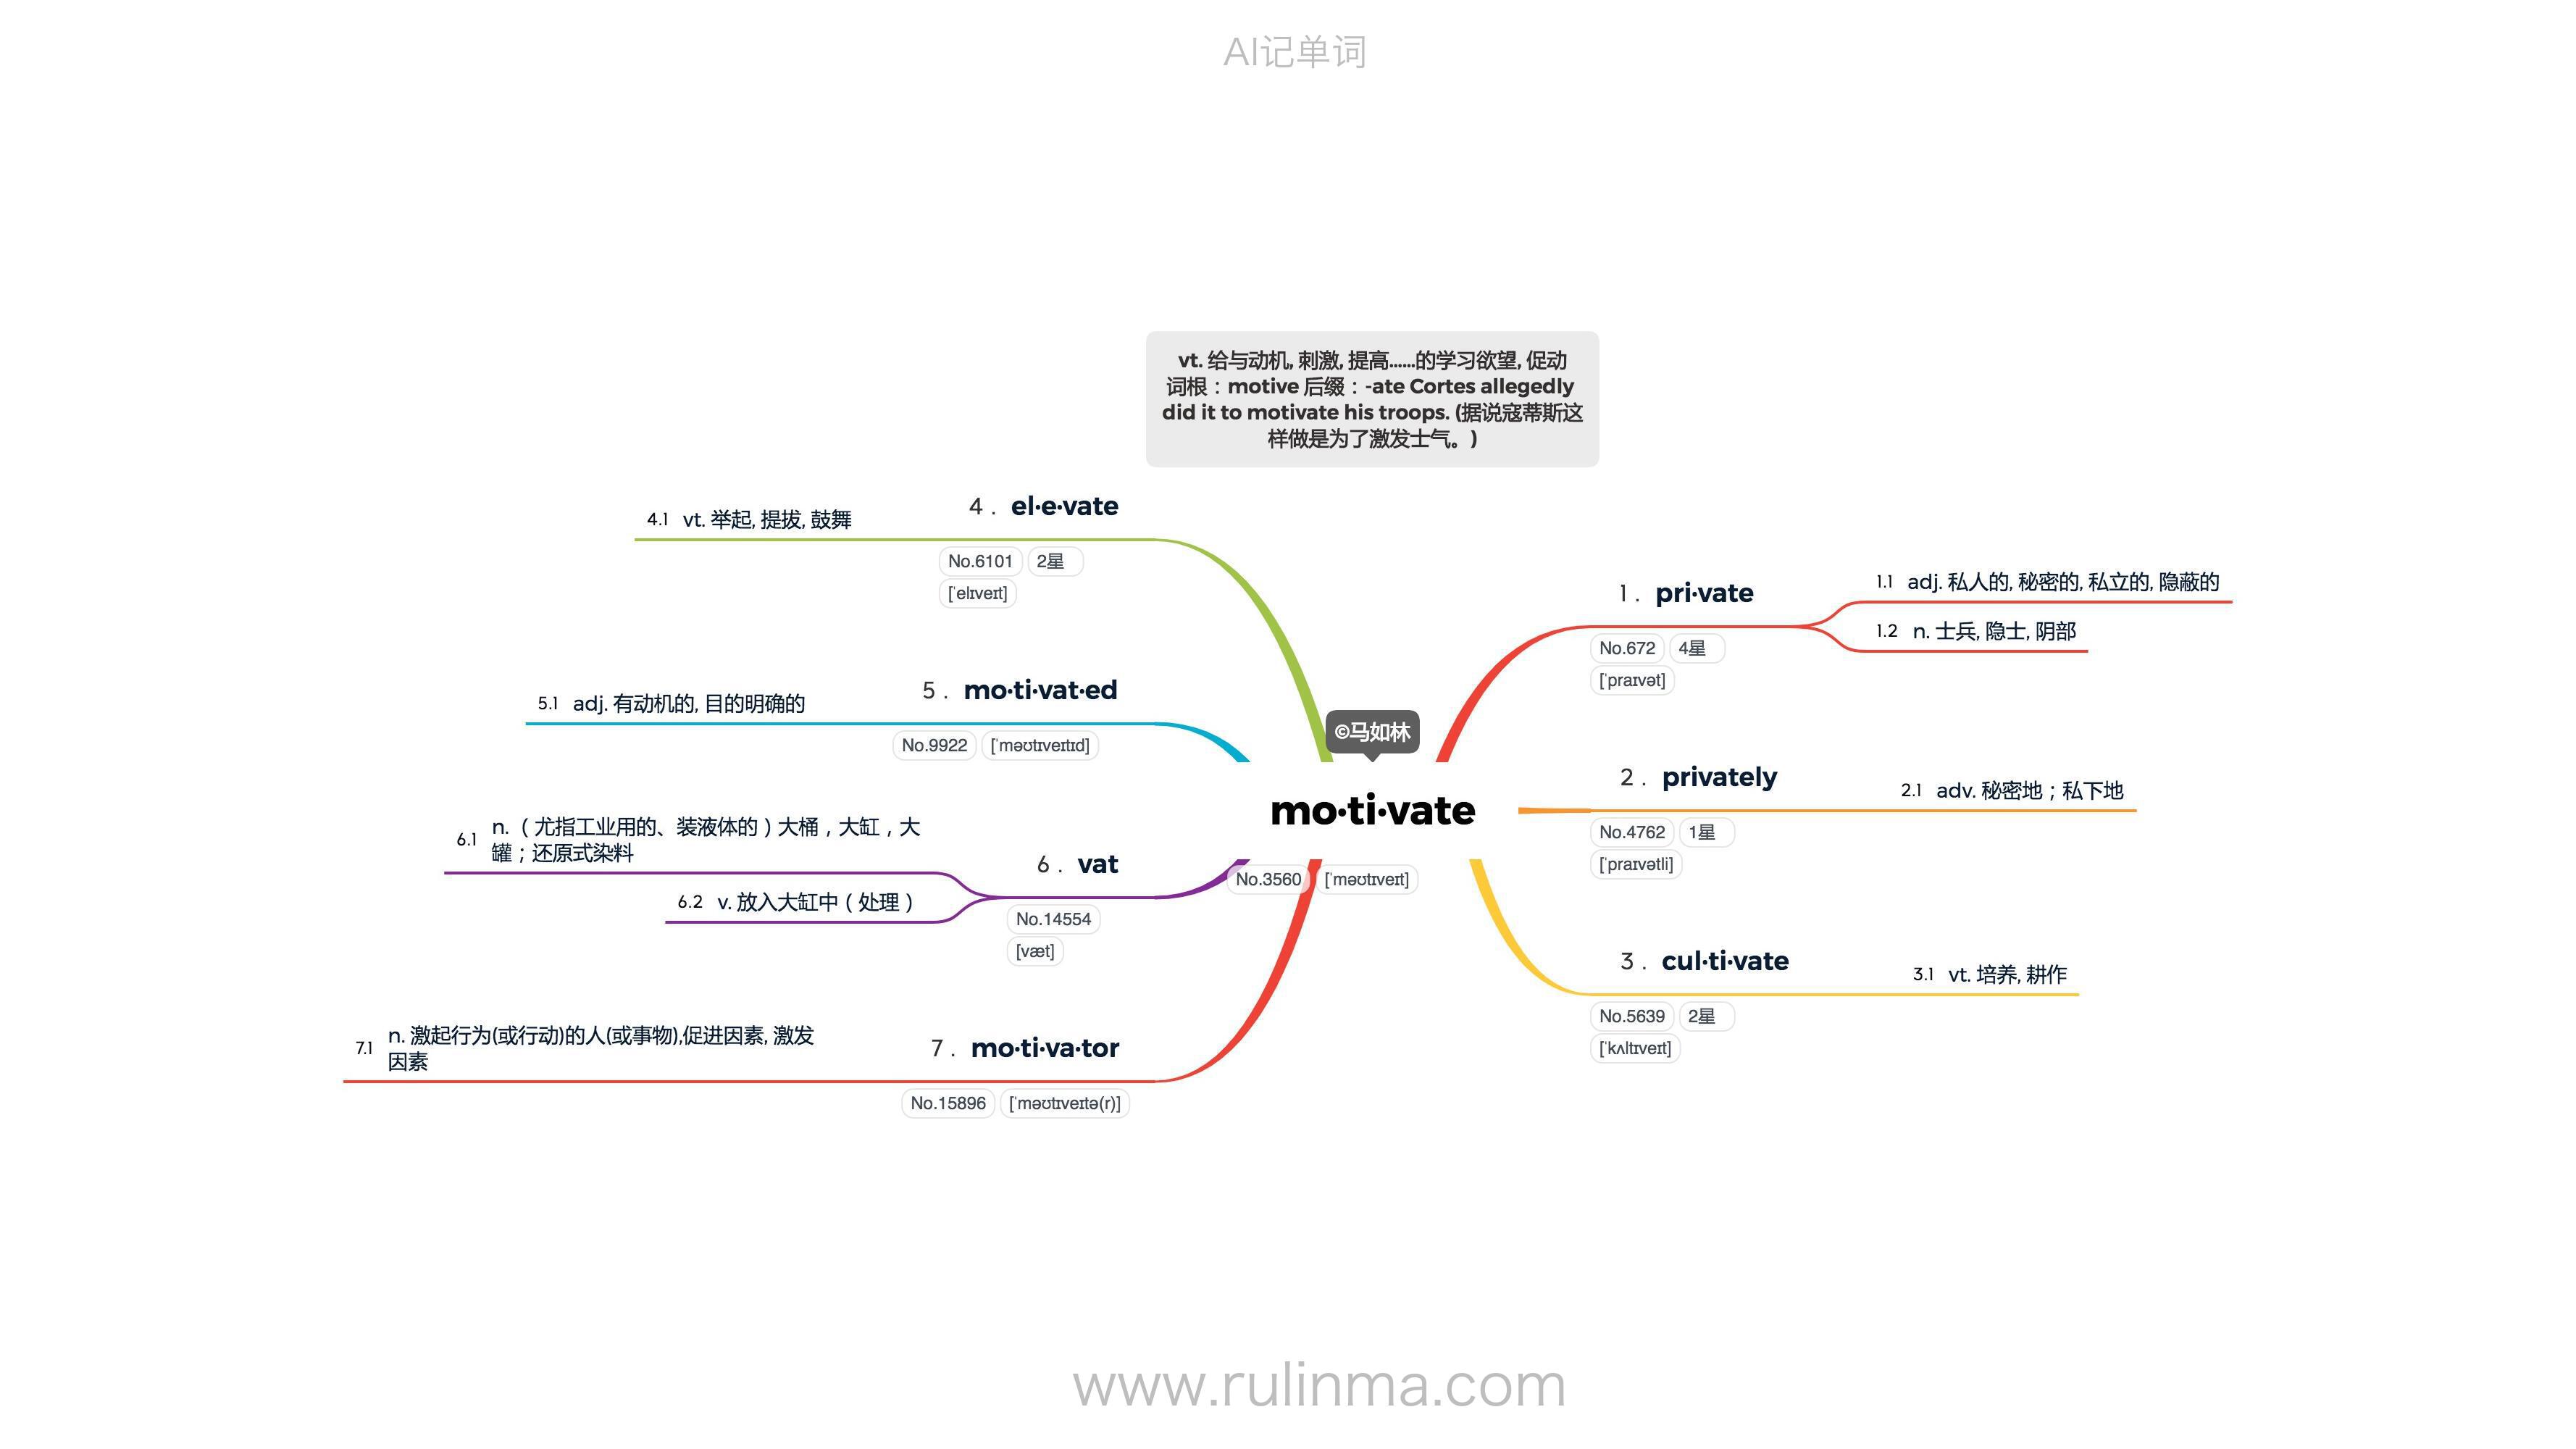 AI记单词
vt. 给与动机, 刺激, 提高......的学习欲望, 促动
词根：motive 后缀：-ate Cortes allegedly
did it to motivate his troops. (据说寇蒂斯这
样做是为了激发士气。)
©马如林
mo·ti·vate
No.3560 [ˈməʊtɪveɪt]
1. pri·vate
No.672 4星
[ˈpraɪvət]
1.1 adj. 私人的, 秘密的, 私立的, 隐蔽的
1.2 n. 士兵, 隐士, 阴部
2. privately
No.4762 1星
[ˈpraɪvətli]
2.1 adv. 秘密地；私下地
3. cul·ti·vate
No.5639 2星
[ˈkʌltɪveɪt]
3.1 vt. 培养, 耕作
4. el·e·vate
No.6101 2星
[ˈelɪveɪt]
4.1 vt. 举起, 提拔, 鼓舞
5. mo·ti·vat·ed
No.9922 [ˈməʊtɪveɪtɪd]
5.1 adj. 有动机的, 目的明确的
6. vat
No.14554
[væt]
6.1 n.（尤指工业用的、装液体的）大桶，大缸，大
罐；还原式染料
6.2 v. 放入大缸中（处理）
7. mo·ti·va·tor
No.15896 [ˈməʊtɪveɪtə(r)]
7.1 n. 激起行为(或行动)的人(或事物),促进因素, 激发
因素
www.rulinma.com